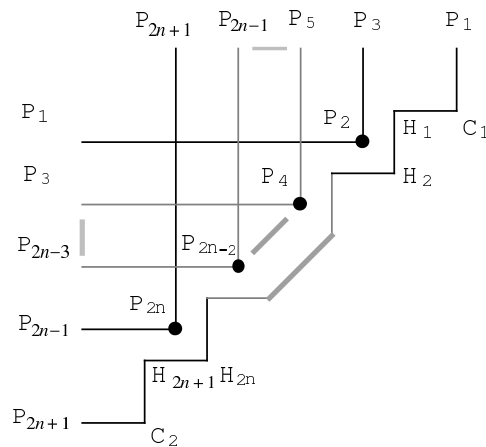 P2n+1 P2n−1 P5 P3 P1
P1 P2 H1 C1
P3 P4 H2
P2n−3 P2n−2
P2n
P2n−1
H2n+1 H2n
P2n+1 C2